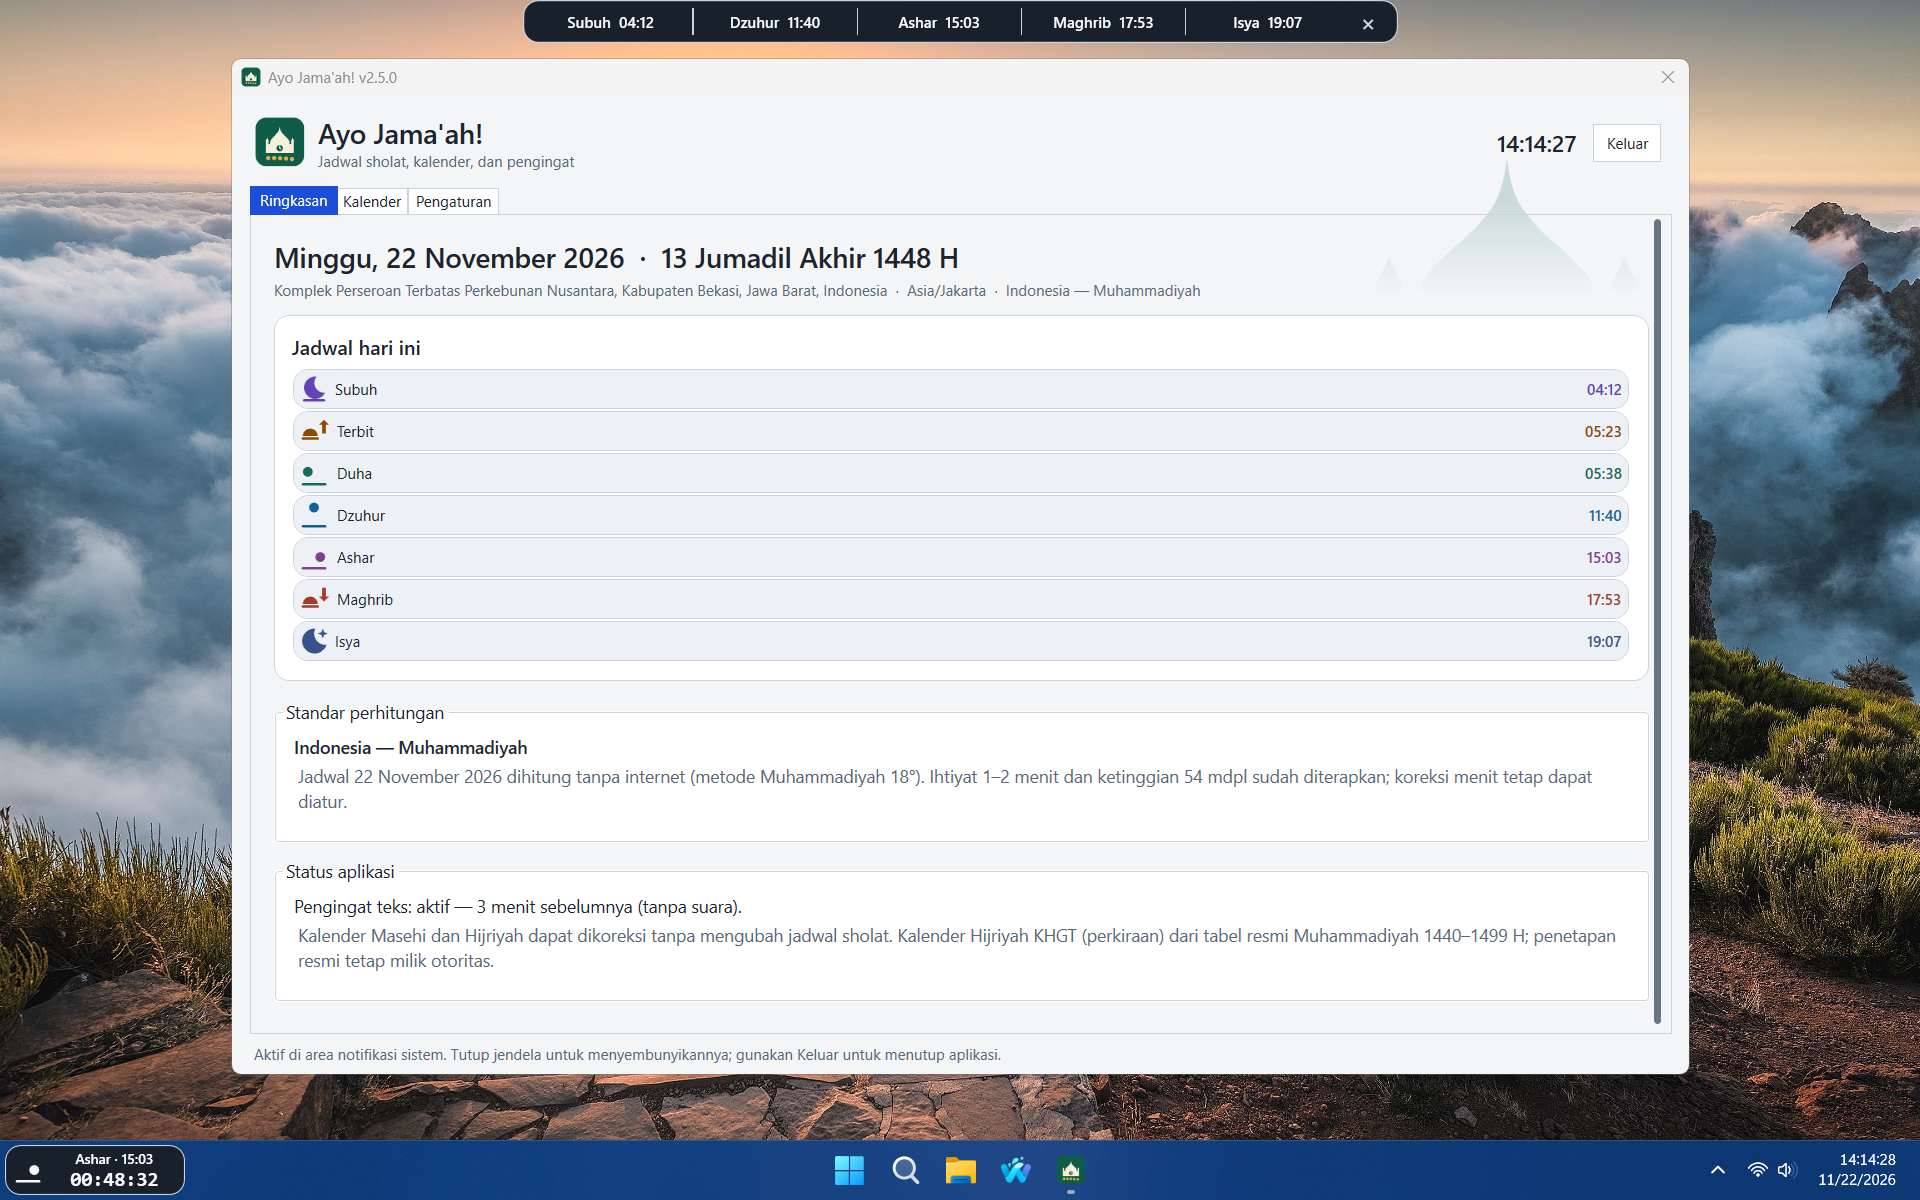 Subuh 04:12 Dzuhur 11:40 Ashar 15:03 Maghrib 17:53 Isya 19:07
Ayo Jama'ah! v2.5.0
Ayo Jama'ah!
Jadwal sholat, kalender, dan pengingat
14:14:27
Keluar
Ringkasan Kalender Pengaturan
Minggu, 22 November 2026 · 13 Jumadil Akhir 1448 H
Komplek Perseroan Terbatas Perkebunan Nusantara, Kabupaten Bekasi, Jawa Barat, Indonesia · Asia/Jakarta · Indonesia — Muhammadiyah
Jadwal hari ini
Subuh 04:12
Terbit 05:23
Duha 05:38
Dzuhur 11:40
Ashar 15:03
Maghrib 17:53
Isya 19:07
Standar perhitungan
Indonesia — Muhammadiyah
Jadwal 22 November 2026 dihitung tanpa internet (metode Muhammadiyah 18°). Ihtiyat 1–2 menit dan ketinggian 54 mdpl sudah diterapkan; koreksi menit tetap dapat
diatur.
Status aplikasi
Pengingat teks: aktif — 3 menit sebelumnya (tanpa suara).
Kalender Masehi dan Hijriyah dapat dikoreksi tanpa mengubah jadwal sholat. Kalender Hijriyah KHGT (perkiraan) dari tabel resmi Muhammadiyah 1440–1499 H; penetapan
resmi tetap milik otoritas.
Aktif di area notifikasi sistem. Tutup jendela untuk menyembunyikannya; gunakan Keluar untuk menutup aplikasi.
Ashar · 15:03
00:48:32
14:14:28
11/22/2026